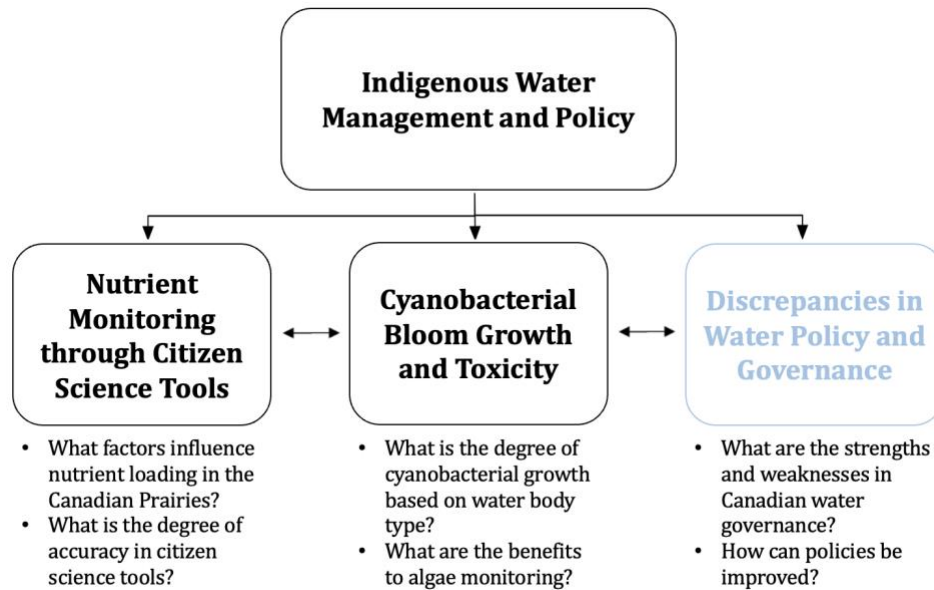 Indigenous Water
Management and Policy
Nutrient
Monitoring
through Citizen
Science Tools
• What factors influence
nutrient loading in the
Canadian Prairies?
• What is the degree of
accuracy in citizen
science tools?
Cyanobacterial
Bloom Growth
and Toxicity
• What is the degree of
cyanobacterial growth
based on water body
type?
• What are the benefits
to algae monitoring?
Discrepancies in
Water Policy and
Governance
• What are the strengths
and weaknesses in
Canadian water
governance?
• How can policies be
improved?